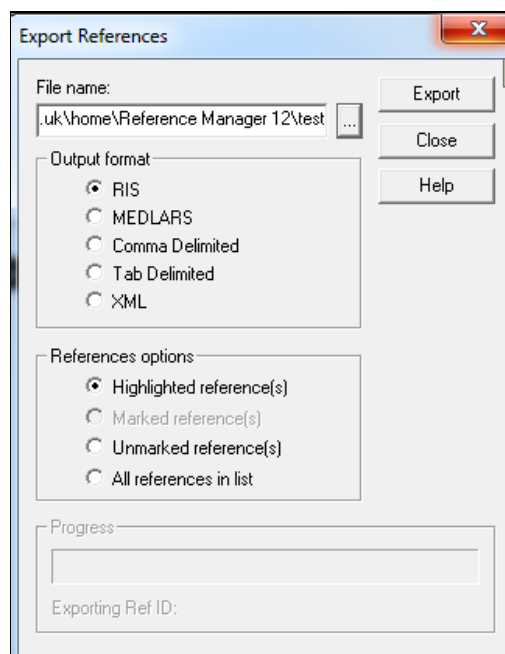 Export References
File name:
.uk\home\Reference Manager 12\test
...
Export
Close
Help
Output format
RIS
MEDLARS
Comma Delimited
Tab Delimited
XML
References options
Highlighted reference(s)
Marked reference(s)
Unmarked reference(s)
All references in list
Progress
Exporting Ref ID: